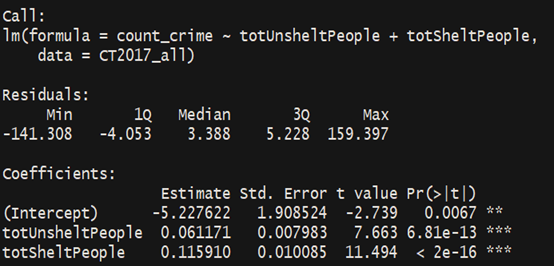 Call:
lm(formula = count_crime ~ totUnsheltPeople + totSheltPeople,
    data = CT2017_all)
Residuals:
     Min       1Q   Median       3Q      Max
-141.308   -4.053    3.388    5.228  159.397
Coefficients:
                  Estimate Std. Error t value Pr(>|t|)
(Intercept)      -5.227622   1.908524  -2.739   0.0067 **
totUnsheltPeople  0.061171   0.007983   7.663 6.81e-13 ***
totSheltPeople    0.115910   0.010085  11.494  < 2e-16 ***